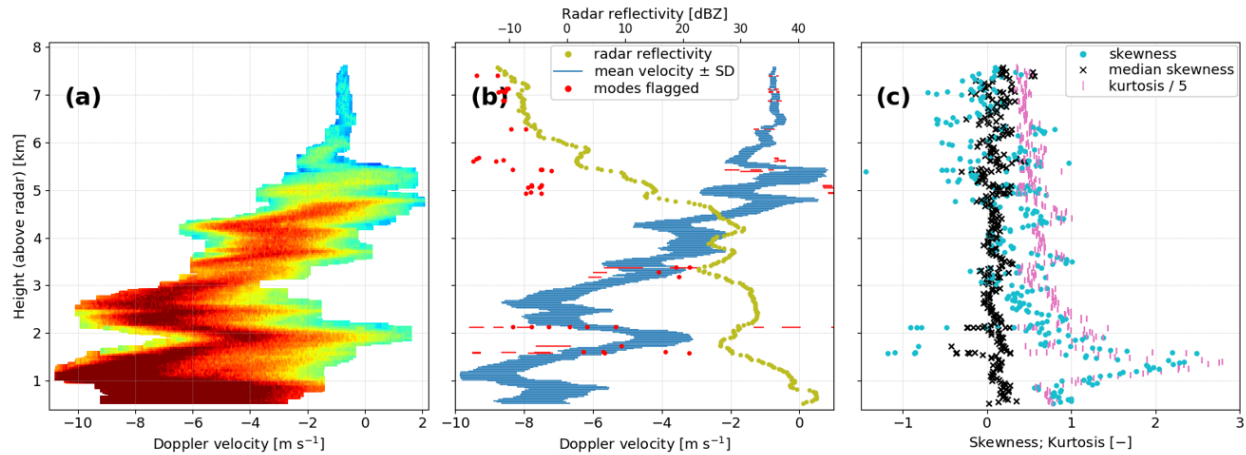 Radar reflectivity [dBZ]
−10 0 10 20 30 40
8
7
6
5
4
3
2
1
Height (above radar) [km]
(a)
−10 −8 −6 −4 −2 0 2
Doppler velocity [m s⁻¹]
radar reflectivity
mean velocity ± SD
modes flagged
(b)
−10 −8 −6 −4 −2 0
Doppler velocity [m s⁻¹]
skewness
median skewness
kurtosis / 5
(c)
−1 0 1 2 3
Skewness; Kurtosis [−]